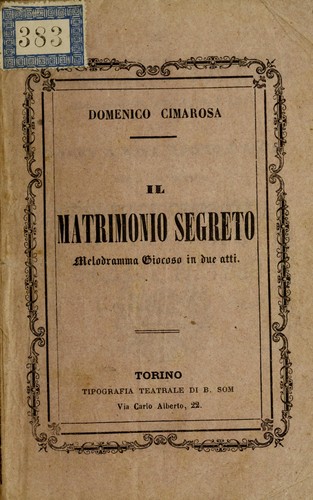 383
DOMENICO CIMAROSA
IL
MATRIMONIO SEGRETO
Melodramma Giocoso in due atti.
TORINO
TIPOGRAFIA TEATRALE DI B. SOM
Via Carlo Alberto, 22.